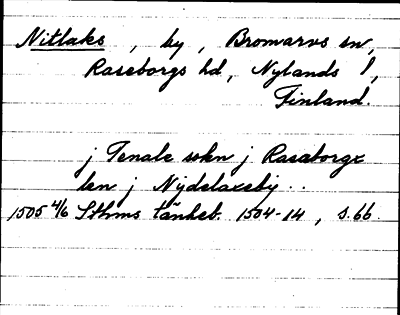 Nitlaks, by, Bromarvs sn,
Raseborgs hd, Nylands l,
Finland.
j Tenale sokn j Rasaborgx
len j Nydelaxeby..
1505 4/6 Sthms tänkeb. 1504-14, s.66.